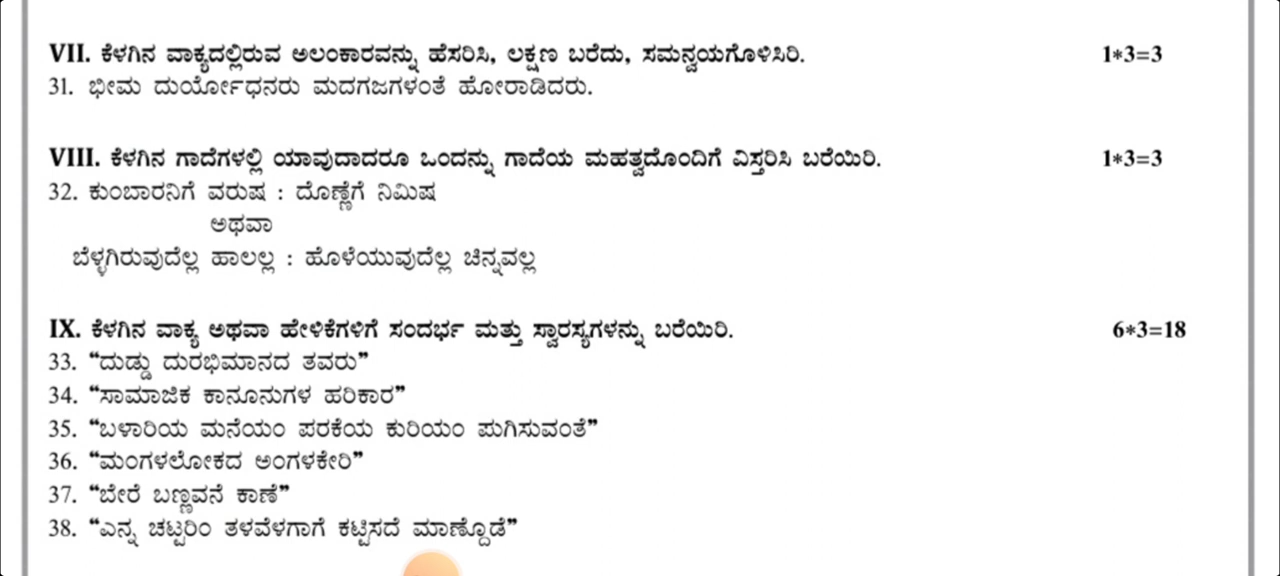 VII. ಕೆಳಗಿನ ವಾಕ್ಯದಲ್ಲಿರುವ ಅಲಂಕಾರವನ್ನು ಹೆಸರಿಸಿ, ಲಕ್ಷಣ ಬರೆದು, ಸಮನ್ವಯಗೊಳಿಸಿರಿ. 1*3=3
31. ಭೀಮ ದುರ್ಯೋಧನರು ಮದಗಜಗಳಂತೆ ಹೋರಾಡಿದರು.
VIII. ಕೆಳಗಿನ ಗಾದೆಗಳಲ್ಲಿ ಯಾವುದಾದರೂ ಒಂದನ್ನು ಗಾದೆಯ ಮಹತ್ವದೊಂದಿಗೆ ವಿಸ್ತರಿಸಿ ಬರೆಯಿರಿ. 1*3=3
32. ಕುಂಬಾರನಿಗೆ ವರುಷ : ದೊಣ್ಣೆಗೆ ನಿಮಿಷ
ಅಥವಾ
ಬೆಳ್ಳಗಿರುವುದೆಲ್ಲ ಹಾಲಲ್ಲ : ಹೊಳೆಯುವುದೆಲ್ಲ ಚಿನ್ನವಲ್ಲ
IX. ಕೆಳಗಿನ ವಾಕ್ಯ ಅಥವಾ ಹೇಳಿಕೆಗಳಿಗೆ ಸಂದರ್ಭ ಮತ್ತು ಸ್ವಾರಸ್ಯಗಳನ್ನು ಬರೆಯಿರಿ. 6*3=18
33. “ದುಡ್ಡು ದುರಭಿಮಾನದ ತವರು”
34. “ಸಾಮಾಜಿಕ ಕಾನೂನುಗಳ ಹರಿಕಾರ”
35. “ಬಳಾರಿಯ ಮನೆಯಂ ಪರಕೆಯ ಕುರಿಯಂ ಪುಗಿಸುವಂತೆ”
36. “ಮಂಗಳಲೋಕದ ಅಂಗಳಕೇರಿ”
37. “ಬೇರೆ ಬಣ್ಣವನೆ ಕಾಣೆ”
38. “ಎನ್ನ ಚಟ್ಟರಿಂ ತಳವೆಳಗಾಗೆ ಕಟ್ಟಿಸದೆ ಮಾಣ್ದೊಡೆ”